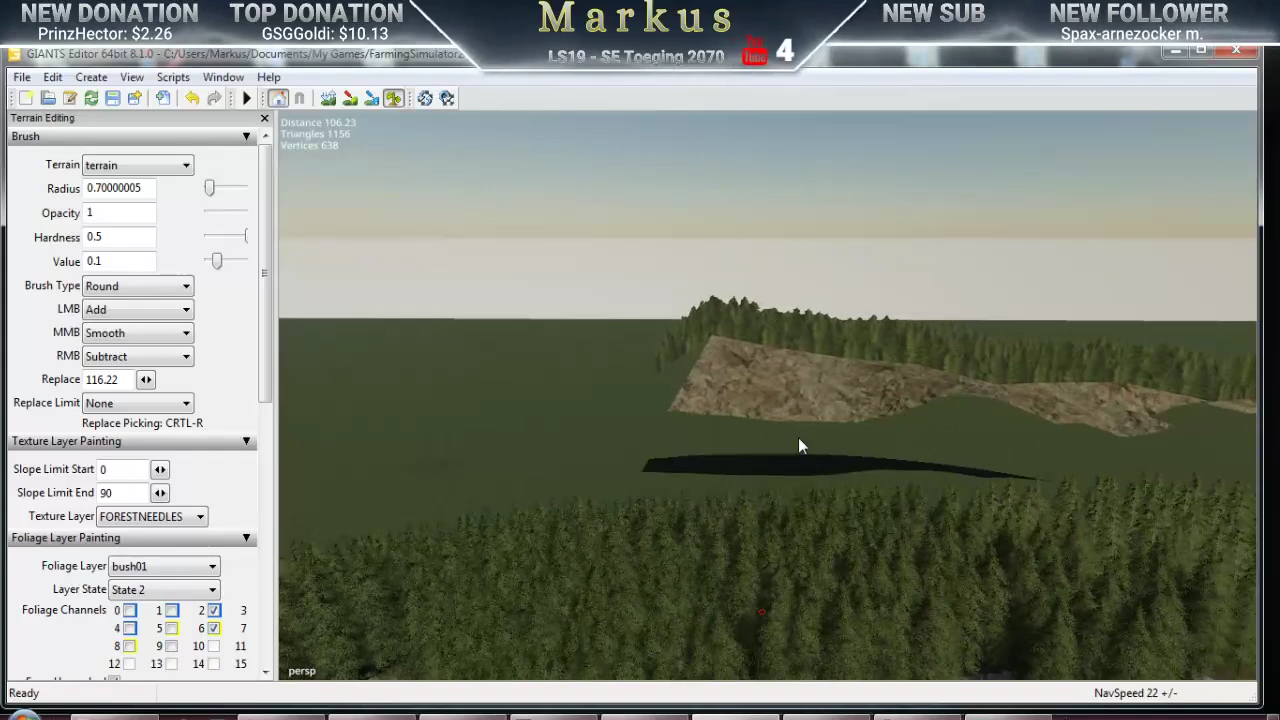 NEW DONATION
PrinzHector: $2.26
TOP DONATION
GSGGoldi: $10.13
Markus
LS19 - SE Toeging 2070
You Tube 4
NEW SUB
NEW FOLLOWER
Spax-arnezocker m.
GIANTS Editor 64bit 8.1.0 - C:/Users/Markus/Documents/My Games/FarmingSimulator2
File Edit Create View Scripts Window Help
Terrain Editing
Brush
Terrain terrain
Radius 0.70000005
Opacity 1
Hardness 0.5
Value 0.1
Brush Type Round
LMB Add
MMB Smooth
RMB Subtract
Replace 116.22
Replace Limit None
Replace Picking: CRTL-R
Texture Layer Painting
Slope Limit Start 0
Slope Limit End 90
Texture Layer FORESTNEEDLES
Foliage Layer Painting
Foliage Layer bush01
Layer State State 2
Foliage Channels 0 1 2 3
4 5 6 7
8 9 10 11
12 13 14 15
Distance 106.23
Triangles 1156
Vertices 638
persp
Ready
NavSpeed 22 +/-